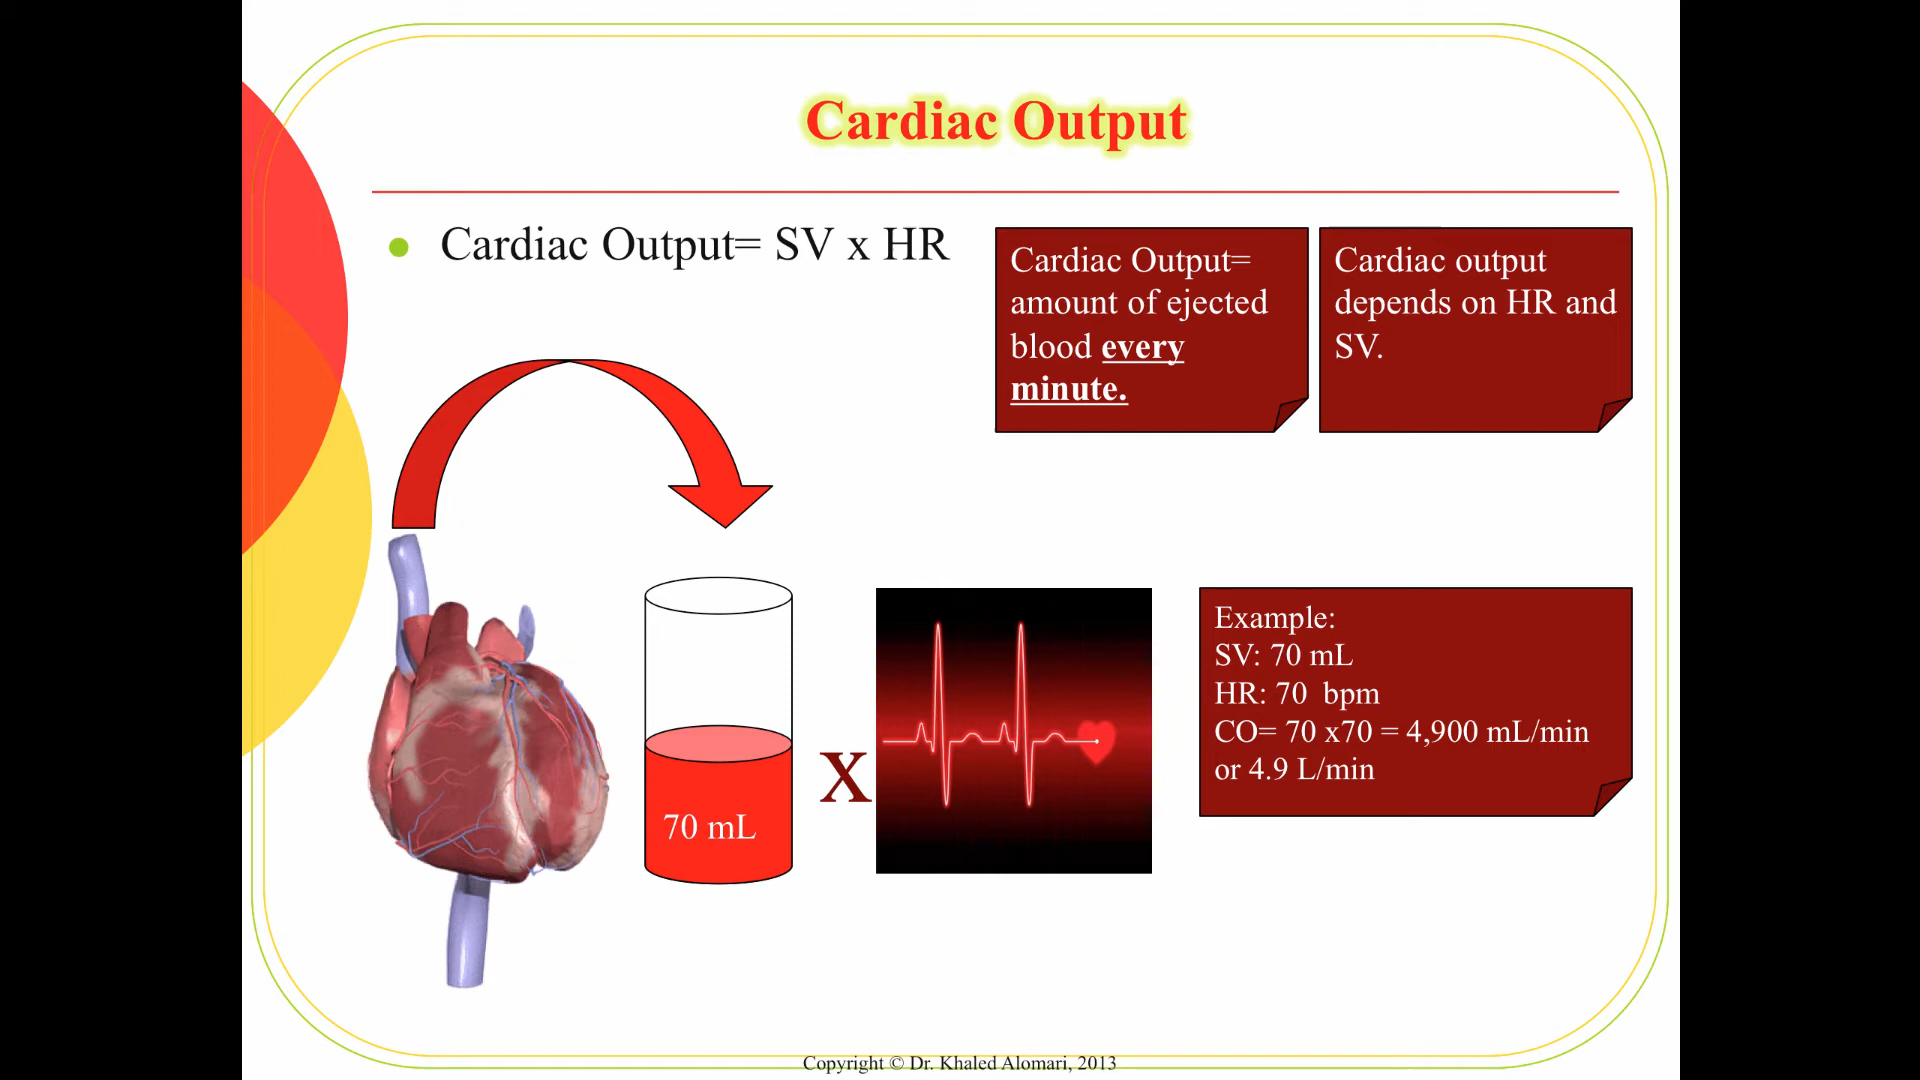 Cardiac Output
Cardiac Output= SV x HR
Cardiac Output=
amount of ejected
blood every
minute.
Cardiac output
depends on HR and
SV.
70 mL
X
Example:
SV: 70 mL
HR: 70  bpm
CO= 70 x70 = 4,900 mL/min
or 4.9 L/min
Copyright © Dr. Khaled Alomari, 2013